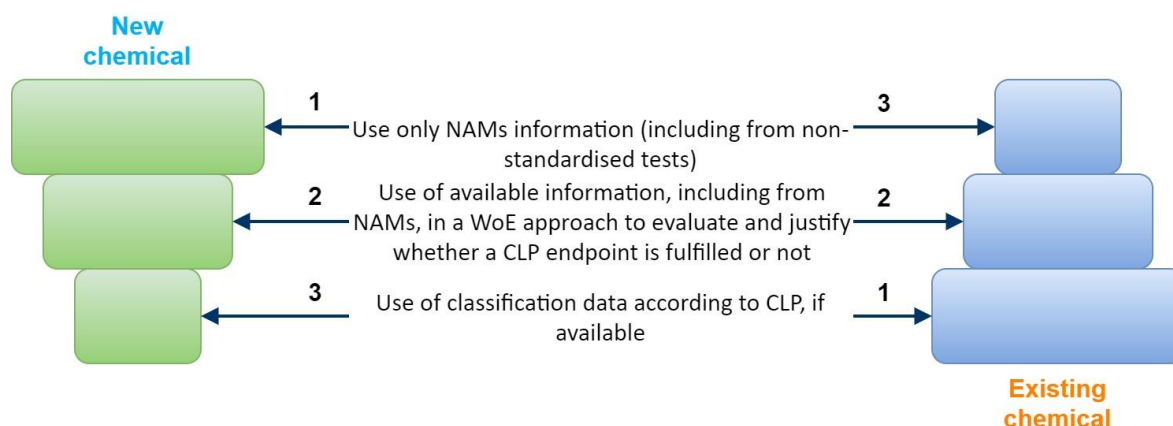 New
chemical
1
3
Use only NAMs information (including from non-
standardised tests)
2
2
Use of available information, including from
NAMs, in a WoE approach to evaluate and justify
whether a CLP endpoint is fulfilled or not
3
1
Use of classification data according to CLP, if
available
Existing
chemical